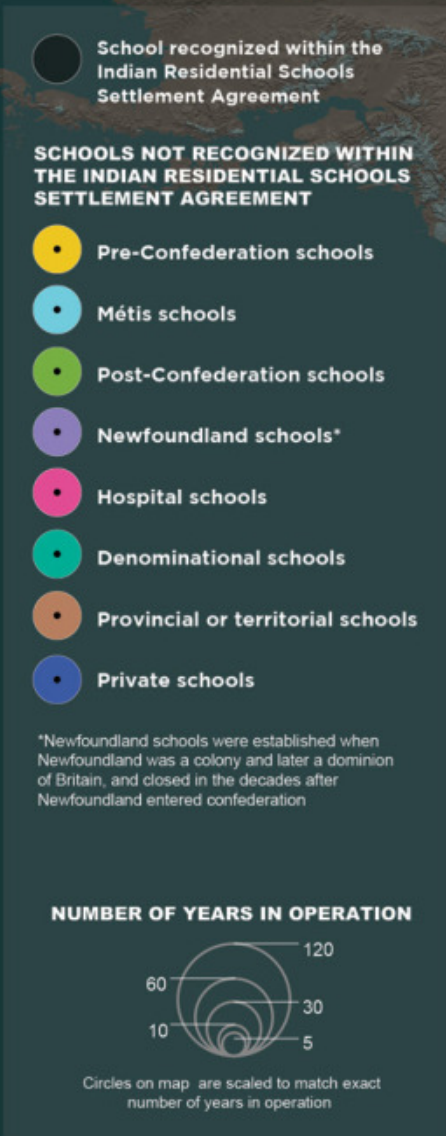 School recognized within the
Indian Residential Schools
Settlement Agreement
SCHOOLS NOT RECOGNIZED WITHIN
THE INDIAN RESIDENTIAL SCHOOLS
SETTLEMENT AGREEMENT
Pre-Confederation schools
Métis schools
Post-Confederation schools
Newfoundland schools*
Hospital schools
Denominational schools
Provincial or territorial schools
Private schools
*Newfoundland schools were established when
Newfoundland was a colony and later a dominion
of Britain, and closed in the decades after
Newfoundland entered confederation
NUMBER OF YEARS IN OPERATION
120
60
30
10
5
Circles on map are scaled to match exact
number of years in operation